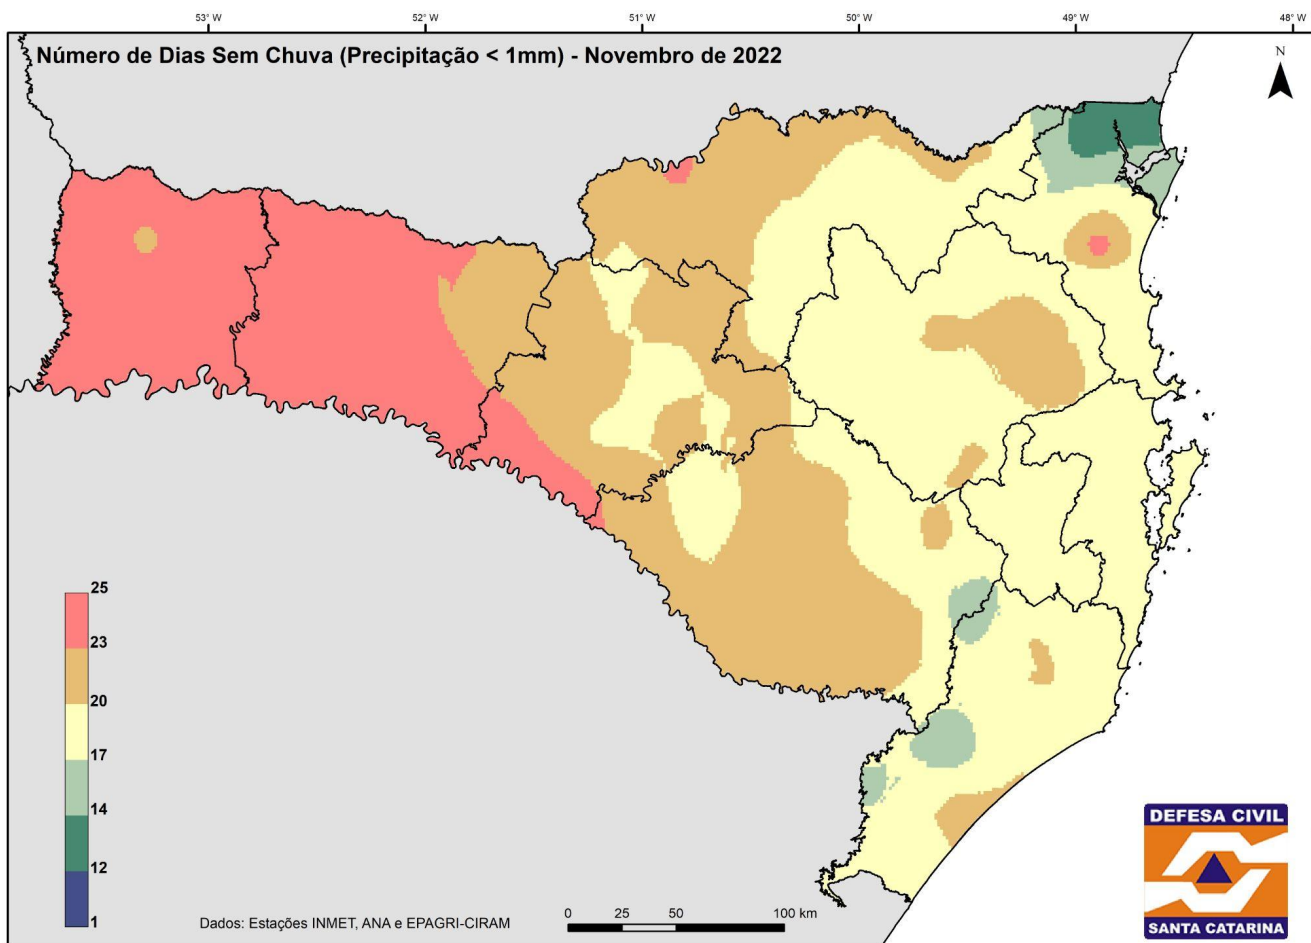 53° W 52° W 51° W 50° W 49° W 48° W
Número de Dias Sem Chuva (Precipitação < 1mm) - Novembro de 2022
N
25
23
20
17
14
12
1
Dados: Estações INMET, ANA e EPAGRI-CIRAM
0 25 50 100 km
DEFESA CIVIL
SANTA CATARINA